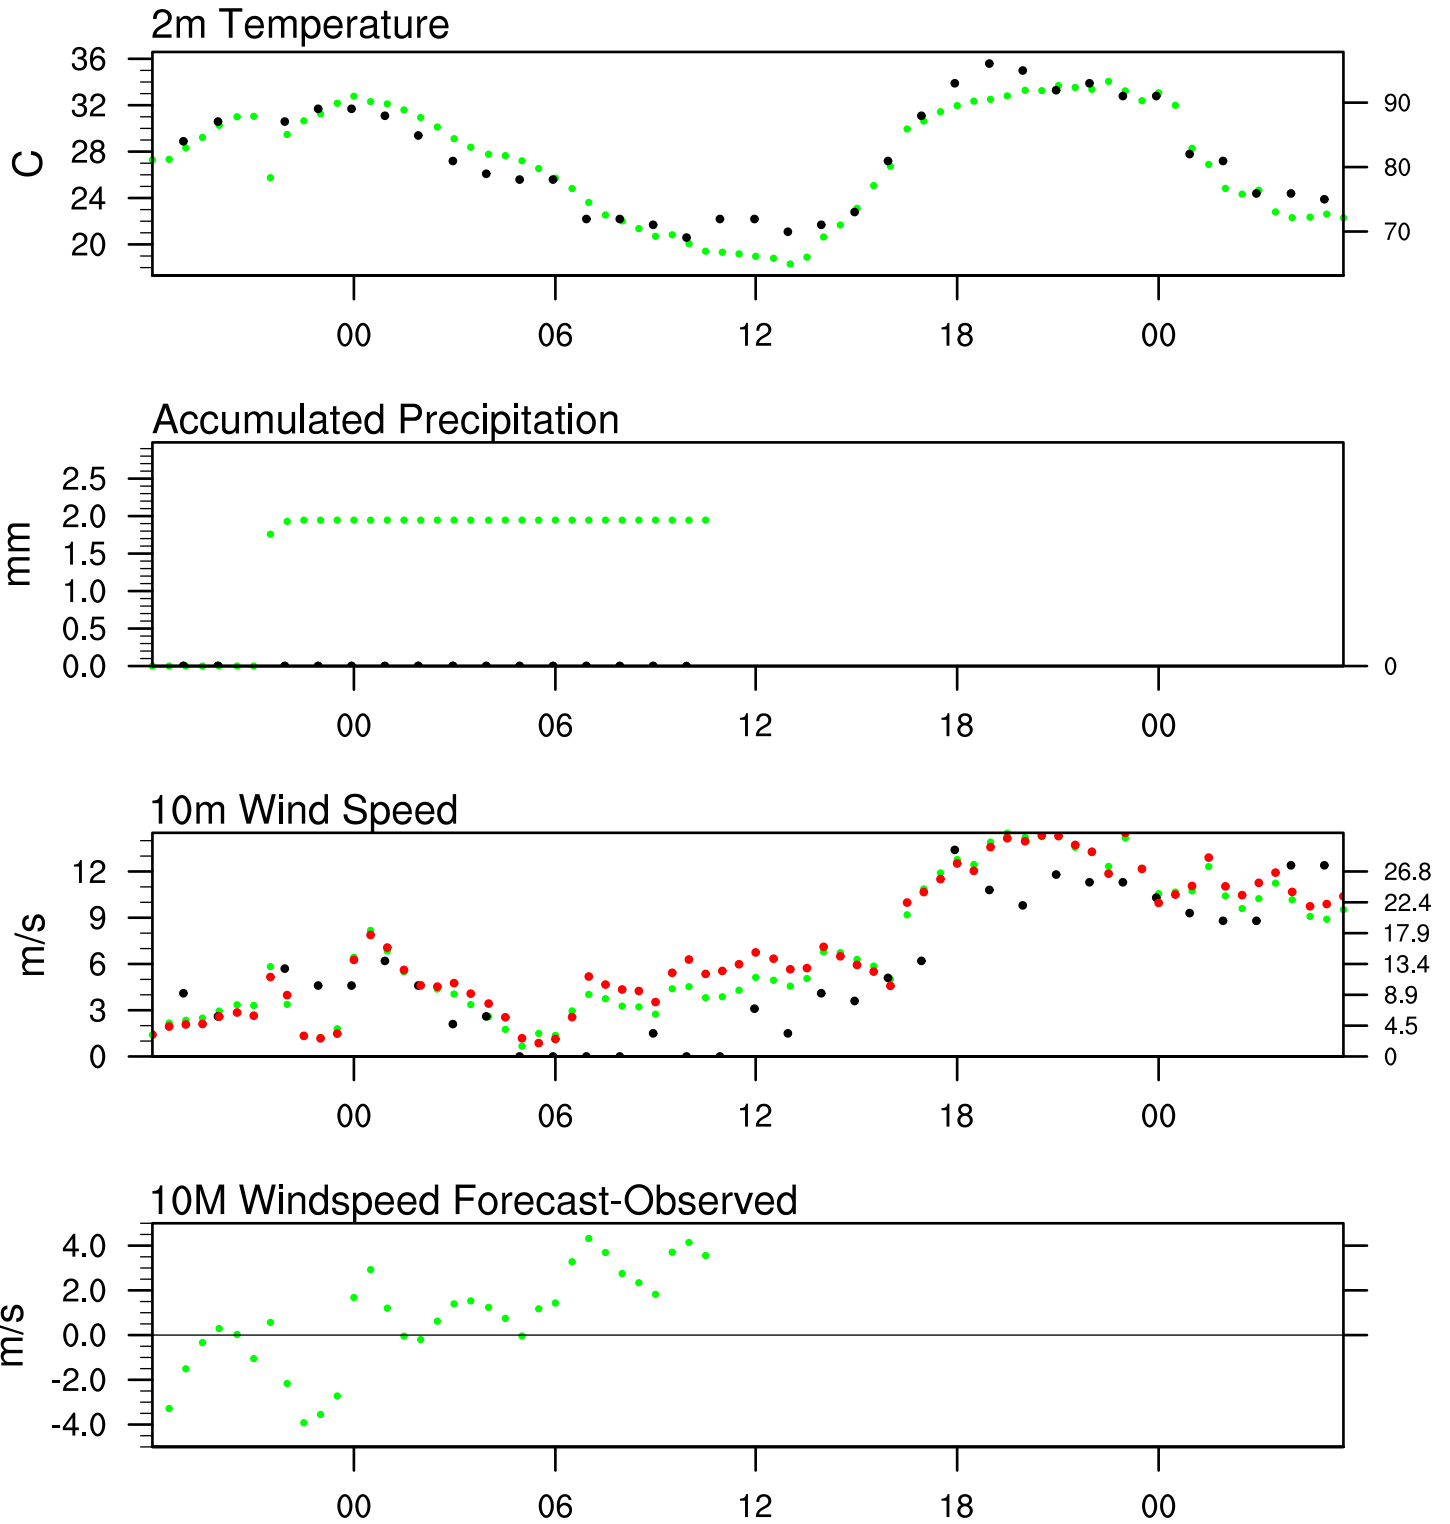 2m Temperature
36
32
28
24
20
C
90
80
70
00 06 12 18 00
Accumulated Precipitation
2.5
2.0
1.5
1.0
0.5
0.0
mm
0
00 06 12 18 00
10m Wind Speed
12
9
6
3
0
m/s
26.8
22.4
17.9
13.4
8.9
4.5
0
00 06 12 18 00
10M Windspeed Forecast-Observed
4.0
2.0
0.0
-2.0
-4.0
m/s
00 06 12 18 00